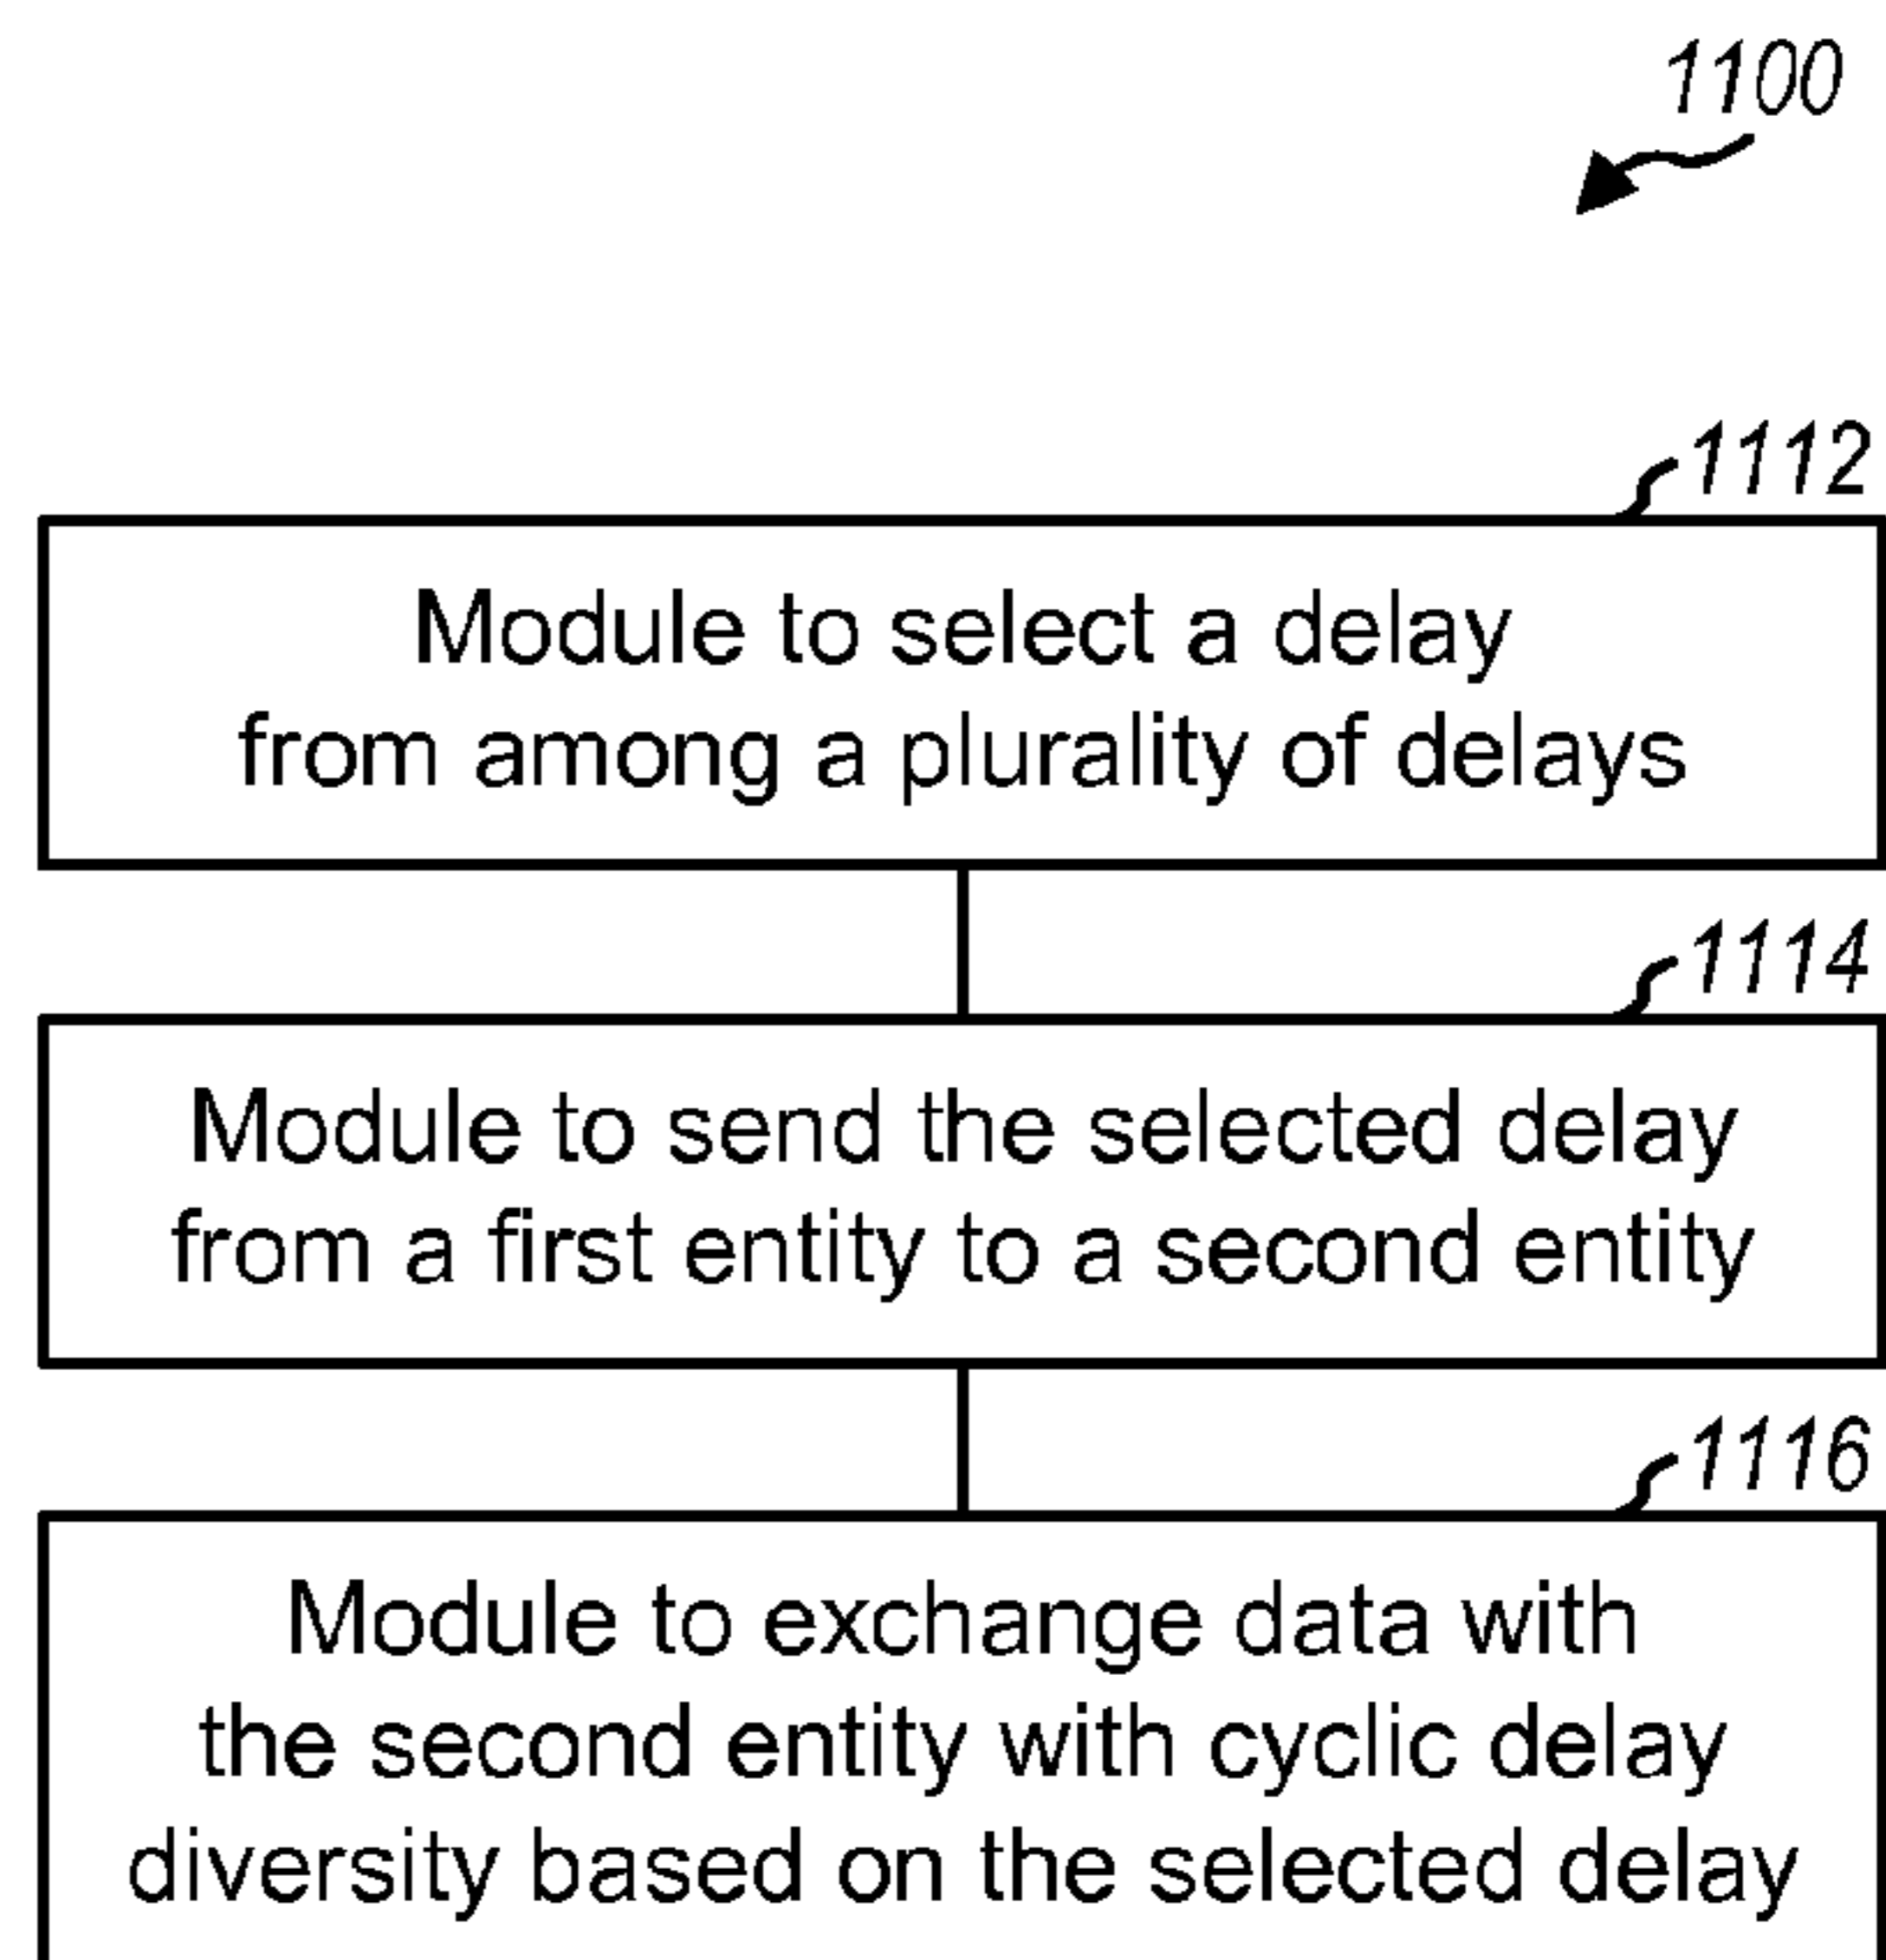 1100
1112
Module to select a delay
from among a plurality of delays
1114
Module to send the selected delay
from a first entity to a second entity
1116
Module to exchange data with
the second entity with cyclic delay
diversity based on the selected delay